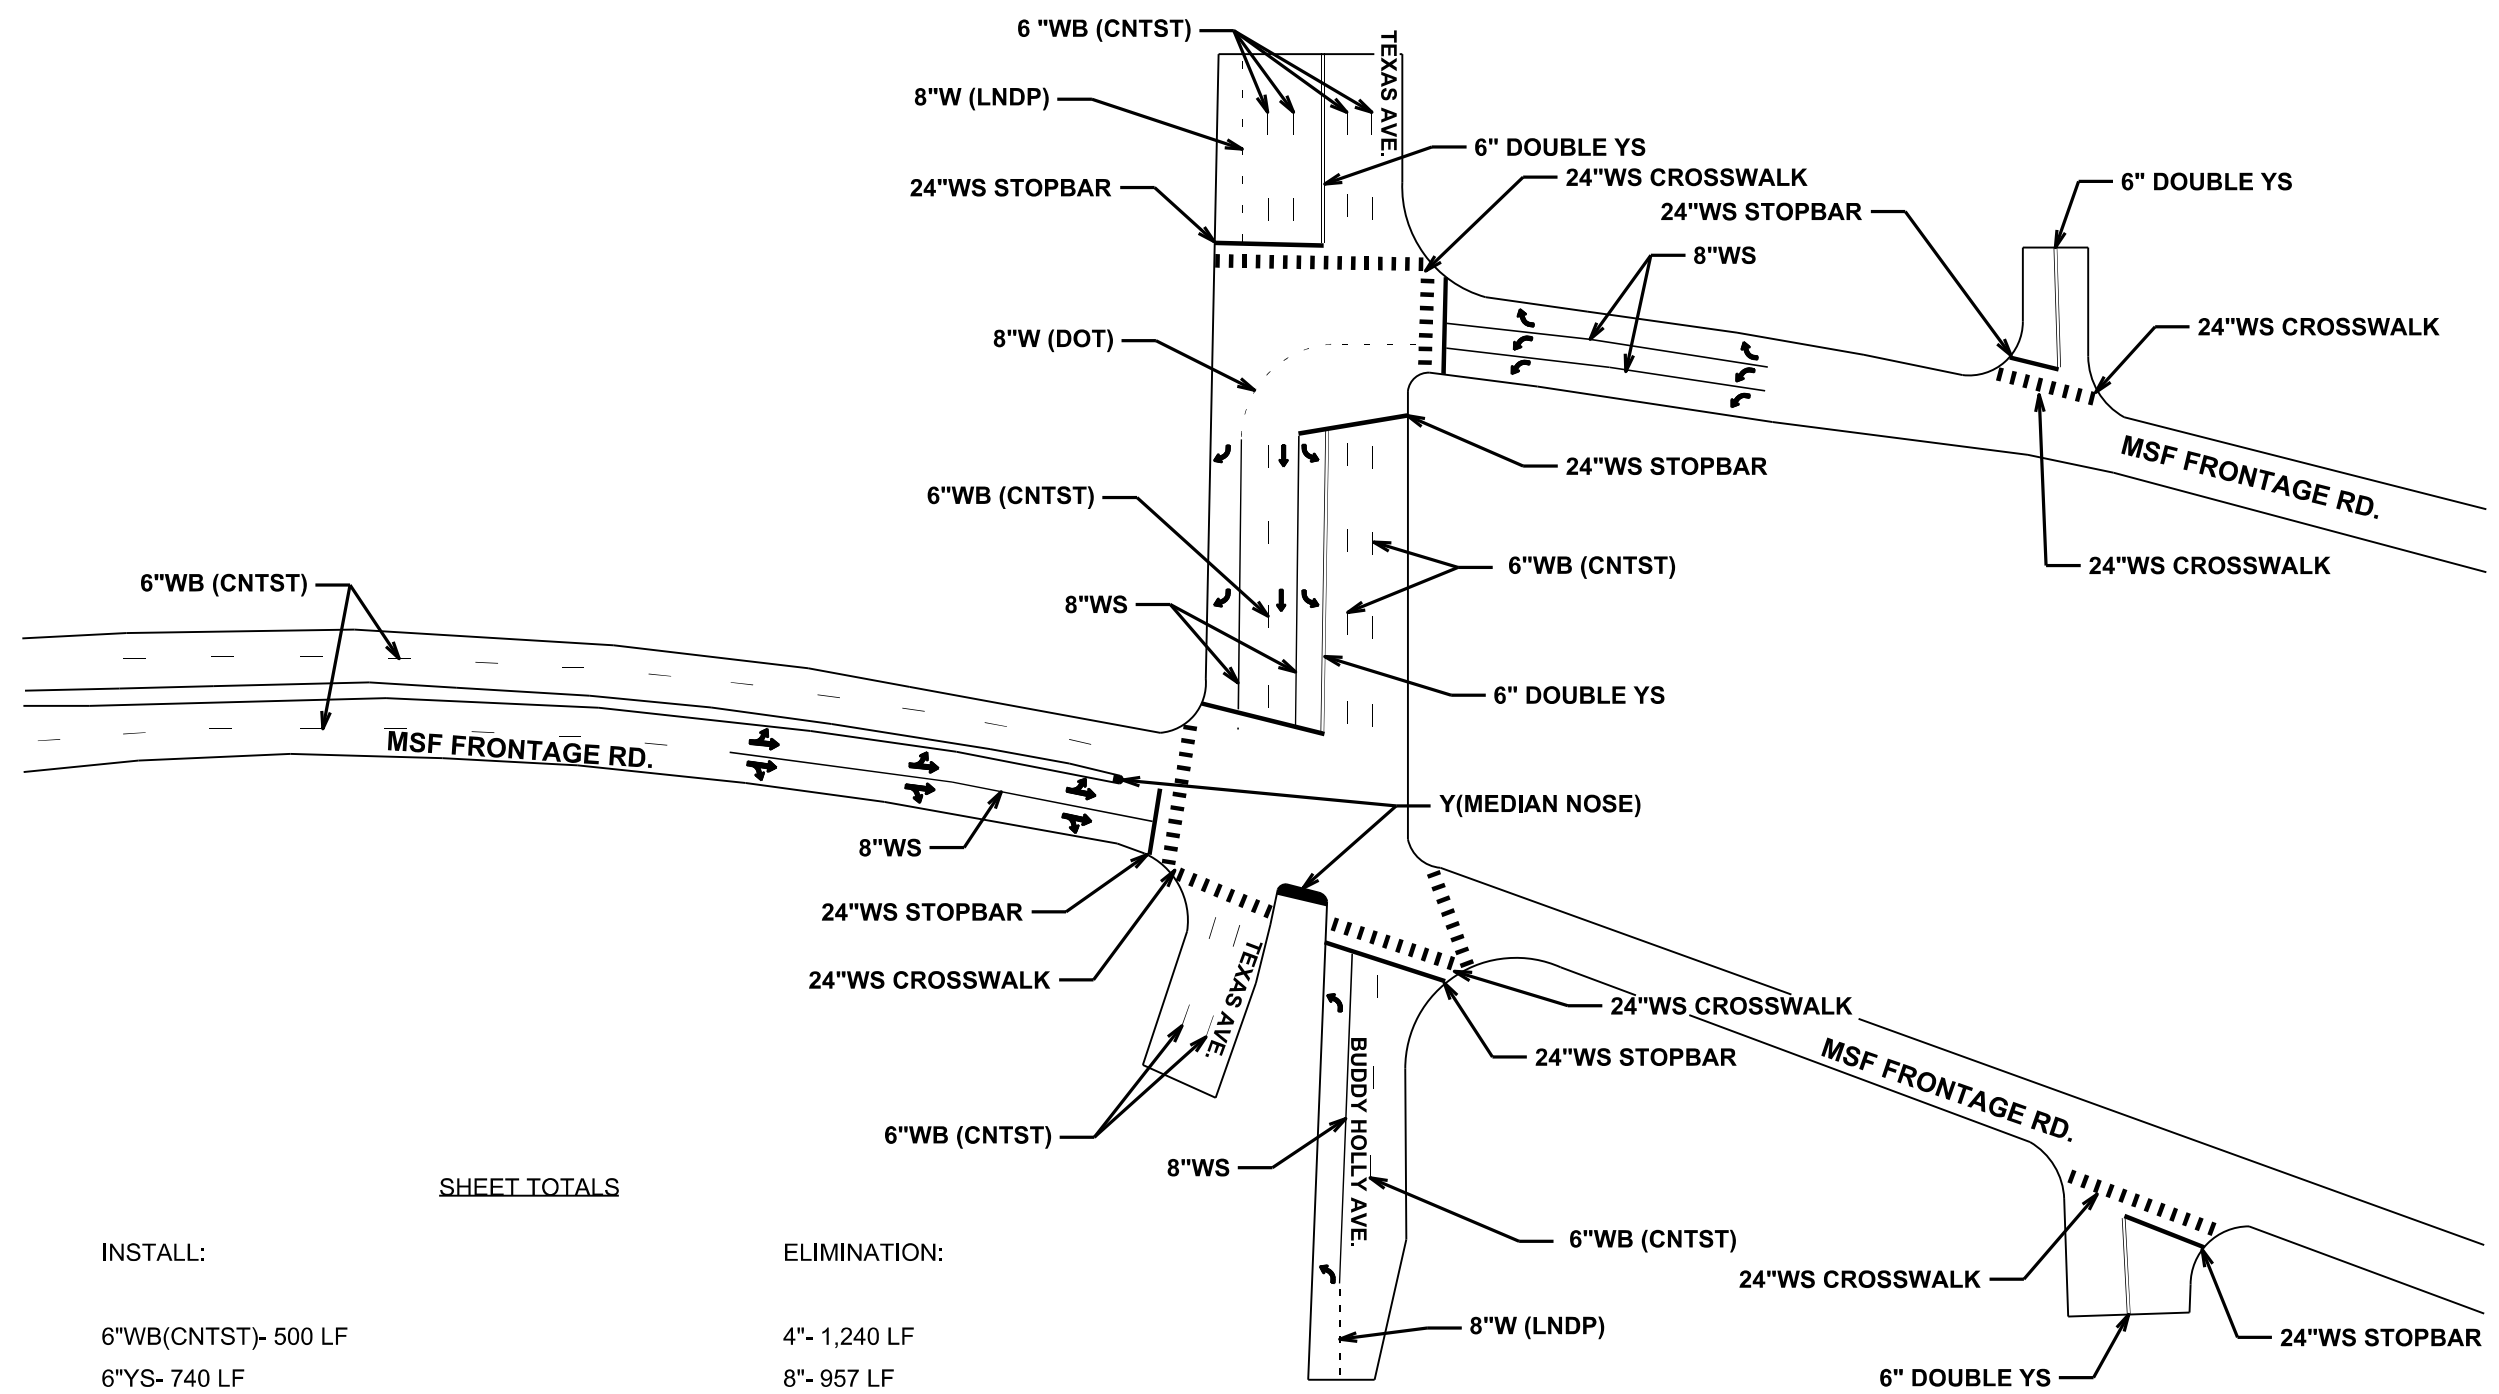 6 "WB (CNTST)
TEXAS AVE.
8"W (LNDP)
6" DOUBLE YS
24"WS CROSSWALK
6" DOUBLE YS
24"WS STOPBAR
24"WS STOPBAR
8"WS
24"WS CROSSWALK
8"W (DOT)
MSF FRONTAGE RD.
24"WS STOPBAR
6"WB (CNTST)
6"WB (CNTST)
24"WS CROSSWALK
6"WB (CNTST)
8"WS
6" DOUBLE YS
MSF FRONTAGE RD.
Y(MEDIAN NOSE)
8"WS
24"WS STOPBAR
24"WS CROSSWALK
TEXAS AVE.
24"WS CROSSWALK
24"WS STOPBAR
MSF FRONTAGE RD.
BUDDY HOLLY AVE.
6"WB (CNTST)
8"WS
6"WB (CNTST)
24"WS CROSSWALK
8"W (LNDP)
24"WS STOPBAR
6" DOUBLE YS
SHEET TOTALS
INSTALL:
ELIMINATION:
6"WB(CNTST)- 500 LF
4"- 1,240 LF
6"YS- 740 LF
8"- 957 LF